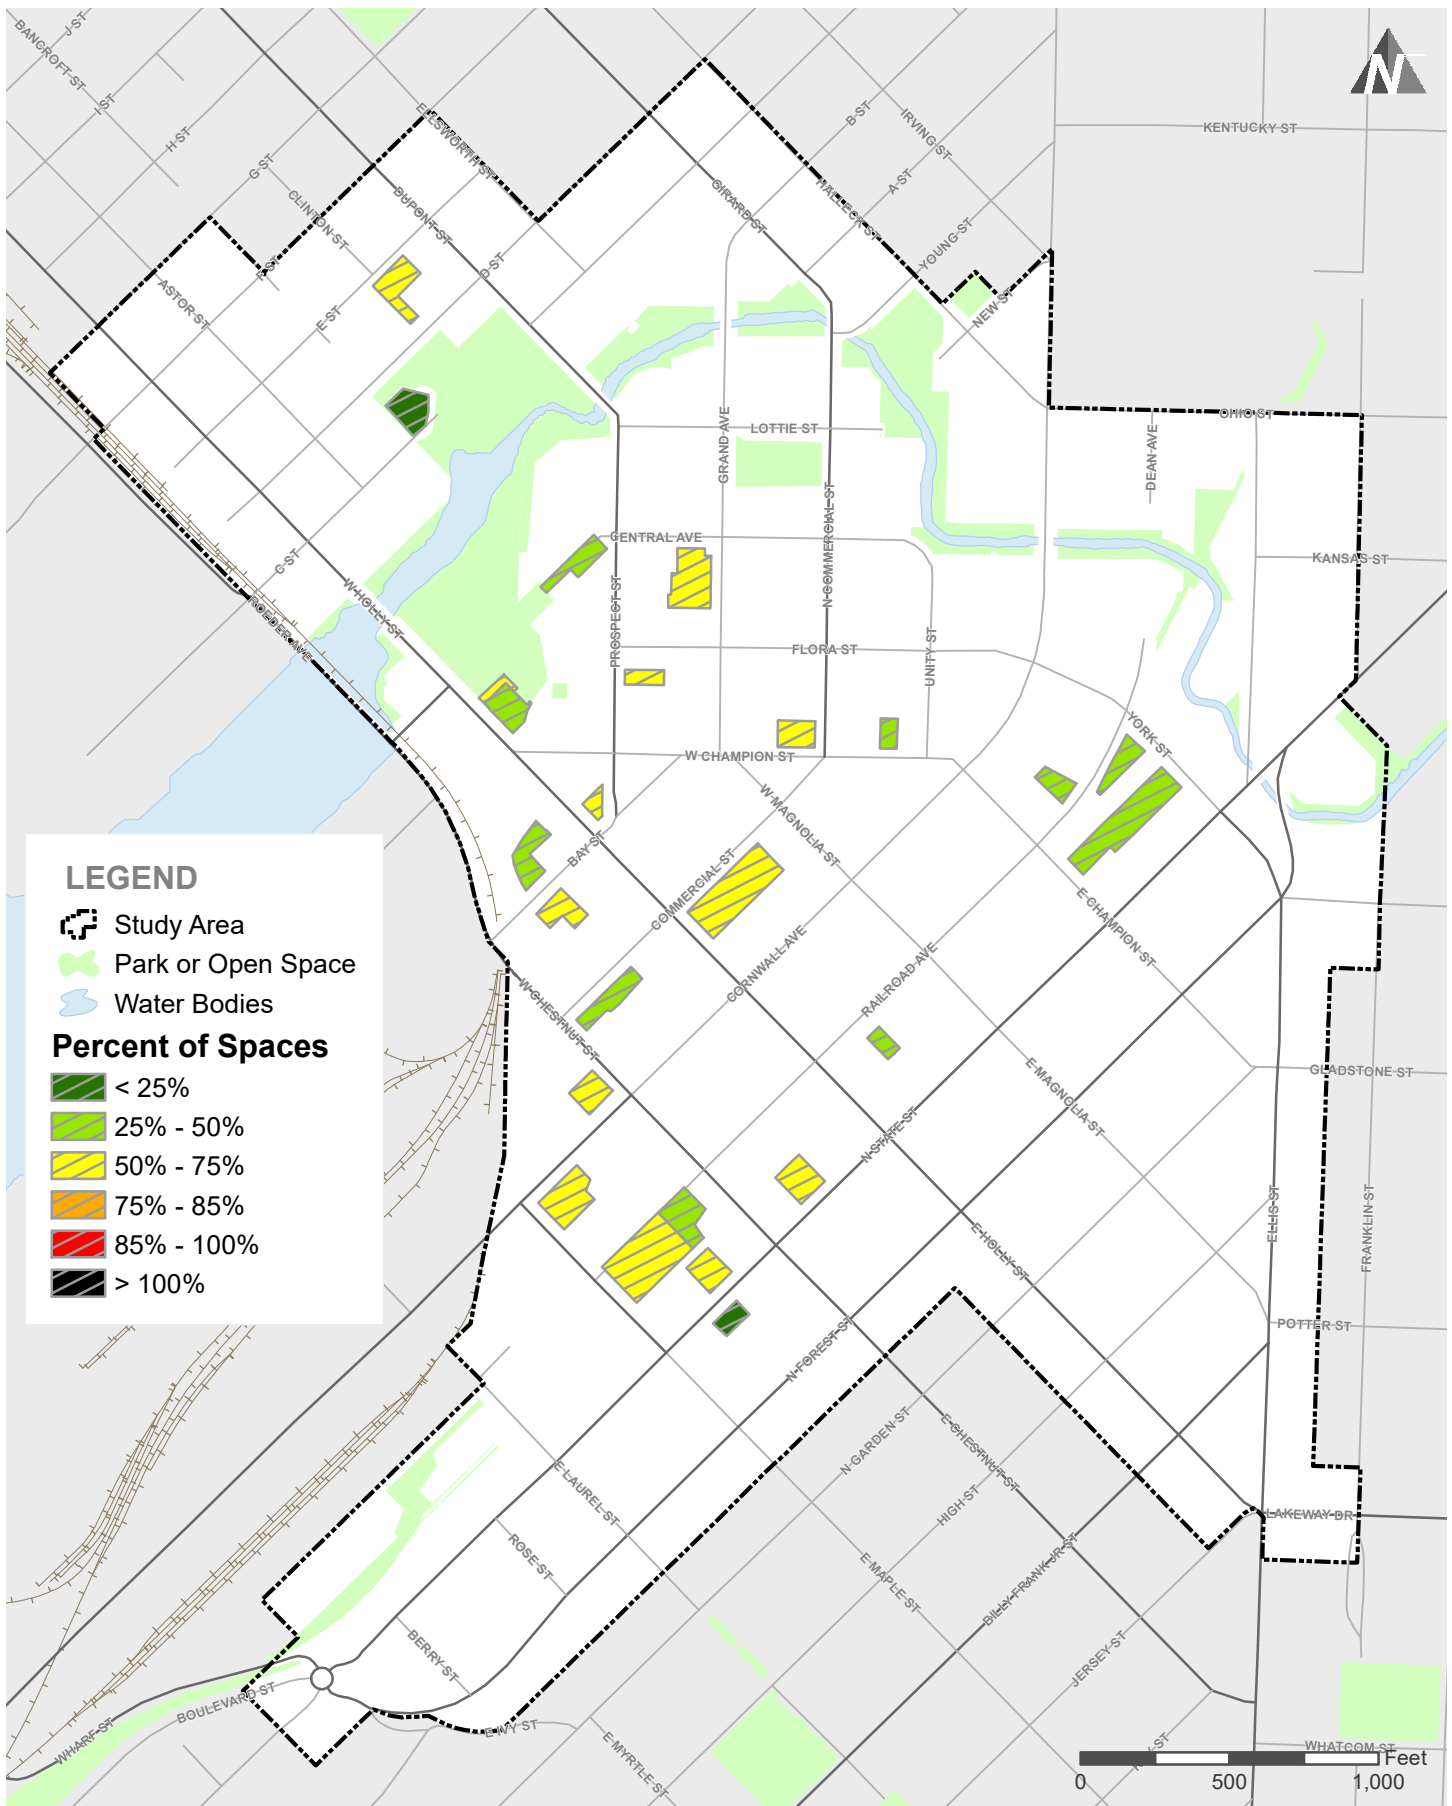 J ST
BANCROFT ST
I ST
H ST
G ST
ELLSWORTH ST
B ST
IRVING ST
KENTUCKY ST
N
A ST
CLINTON ST
DUPONT ST
GIRARD ST
HALLECK ST
YOUNG ST
F ST
D ST
ASTOR ST
E ST
NEW ST
OHIO ST
LOTTIE ST
GRAND AVE
DEAN AVE
CENTRAL AVE
N COMMERCIAL ST
KANSAS ST
C ST
W HOLLY ST
ROEDER AVE
PROSPECT ST
FLORA ST
UNITY ST
YORK ST
W CHAMPION ST
W MAGNOLIA ST
BAY ST
COMMERCIAL ST
E CHAMPION ST
CORNWALL AVE
RAILROAD AVE
W CHESTNUT ST
E MAGNOLIA ST
GLADSTONE ST
N STATE ST
ELLIS ST
FRANKLIN ST
E HOLLY ST
POTTER ST
N FOREST ST
N GARDEN ST
E CHESTNUT ST
E LAUREL ST
HIGH ST
LAKEWAY DR
ROSE ST
E MAPLE ST
BILLY FRANK JR ST
BERRY ST
JERSEY ST
BOULEVARD ST
WHARF ST
E IVY ST
E MYRTLE ST
WHATCOM ST
LEGEND
Study Area
Park or Open Space
Water Bodies
Percent of Spaces
< 25%
25% - 50%
50% - 75%
75% - 85%
85% - 100%
> 100%
Feet
0 500 1,000